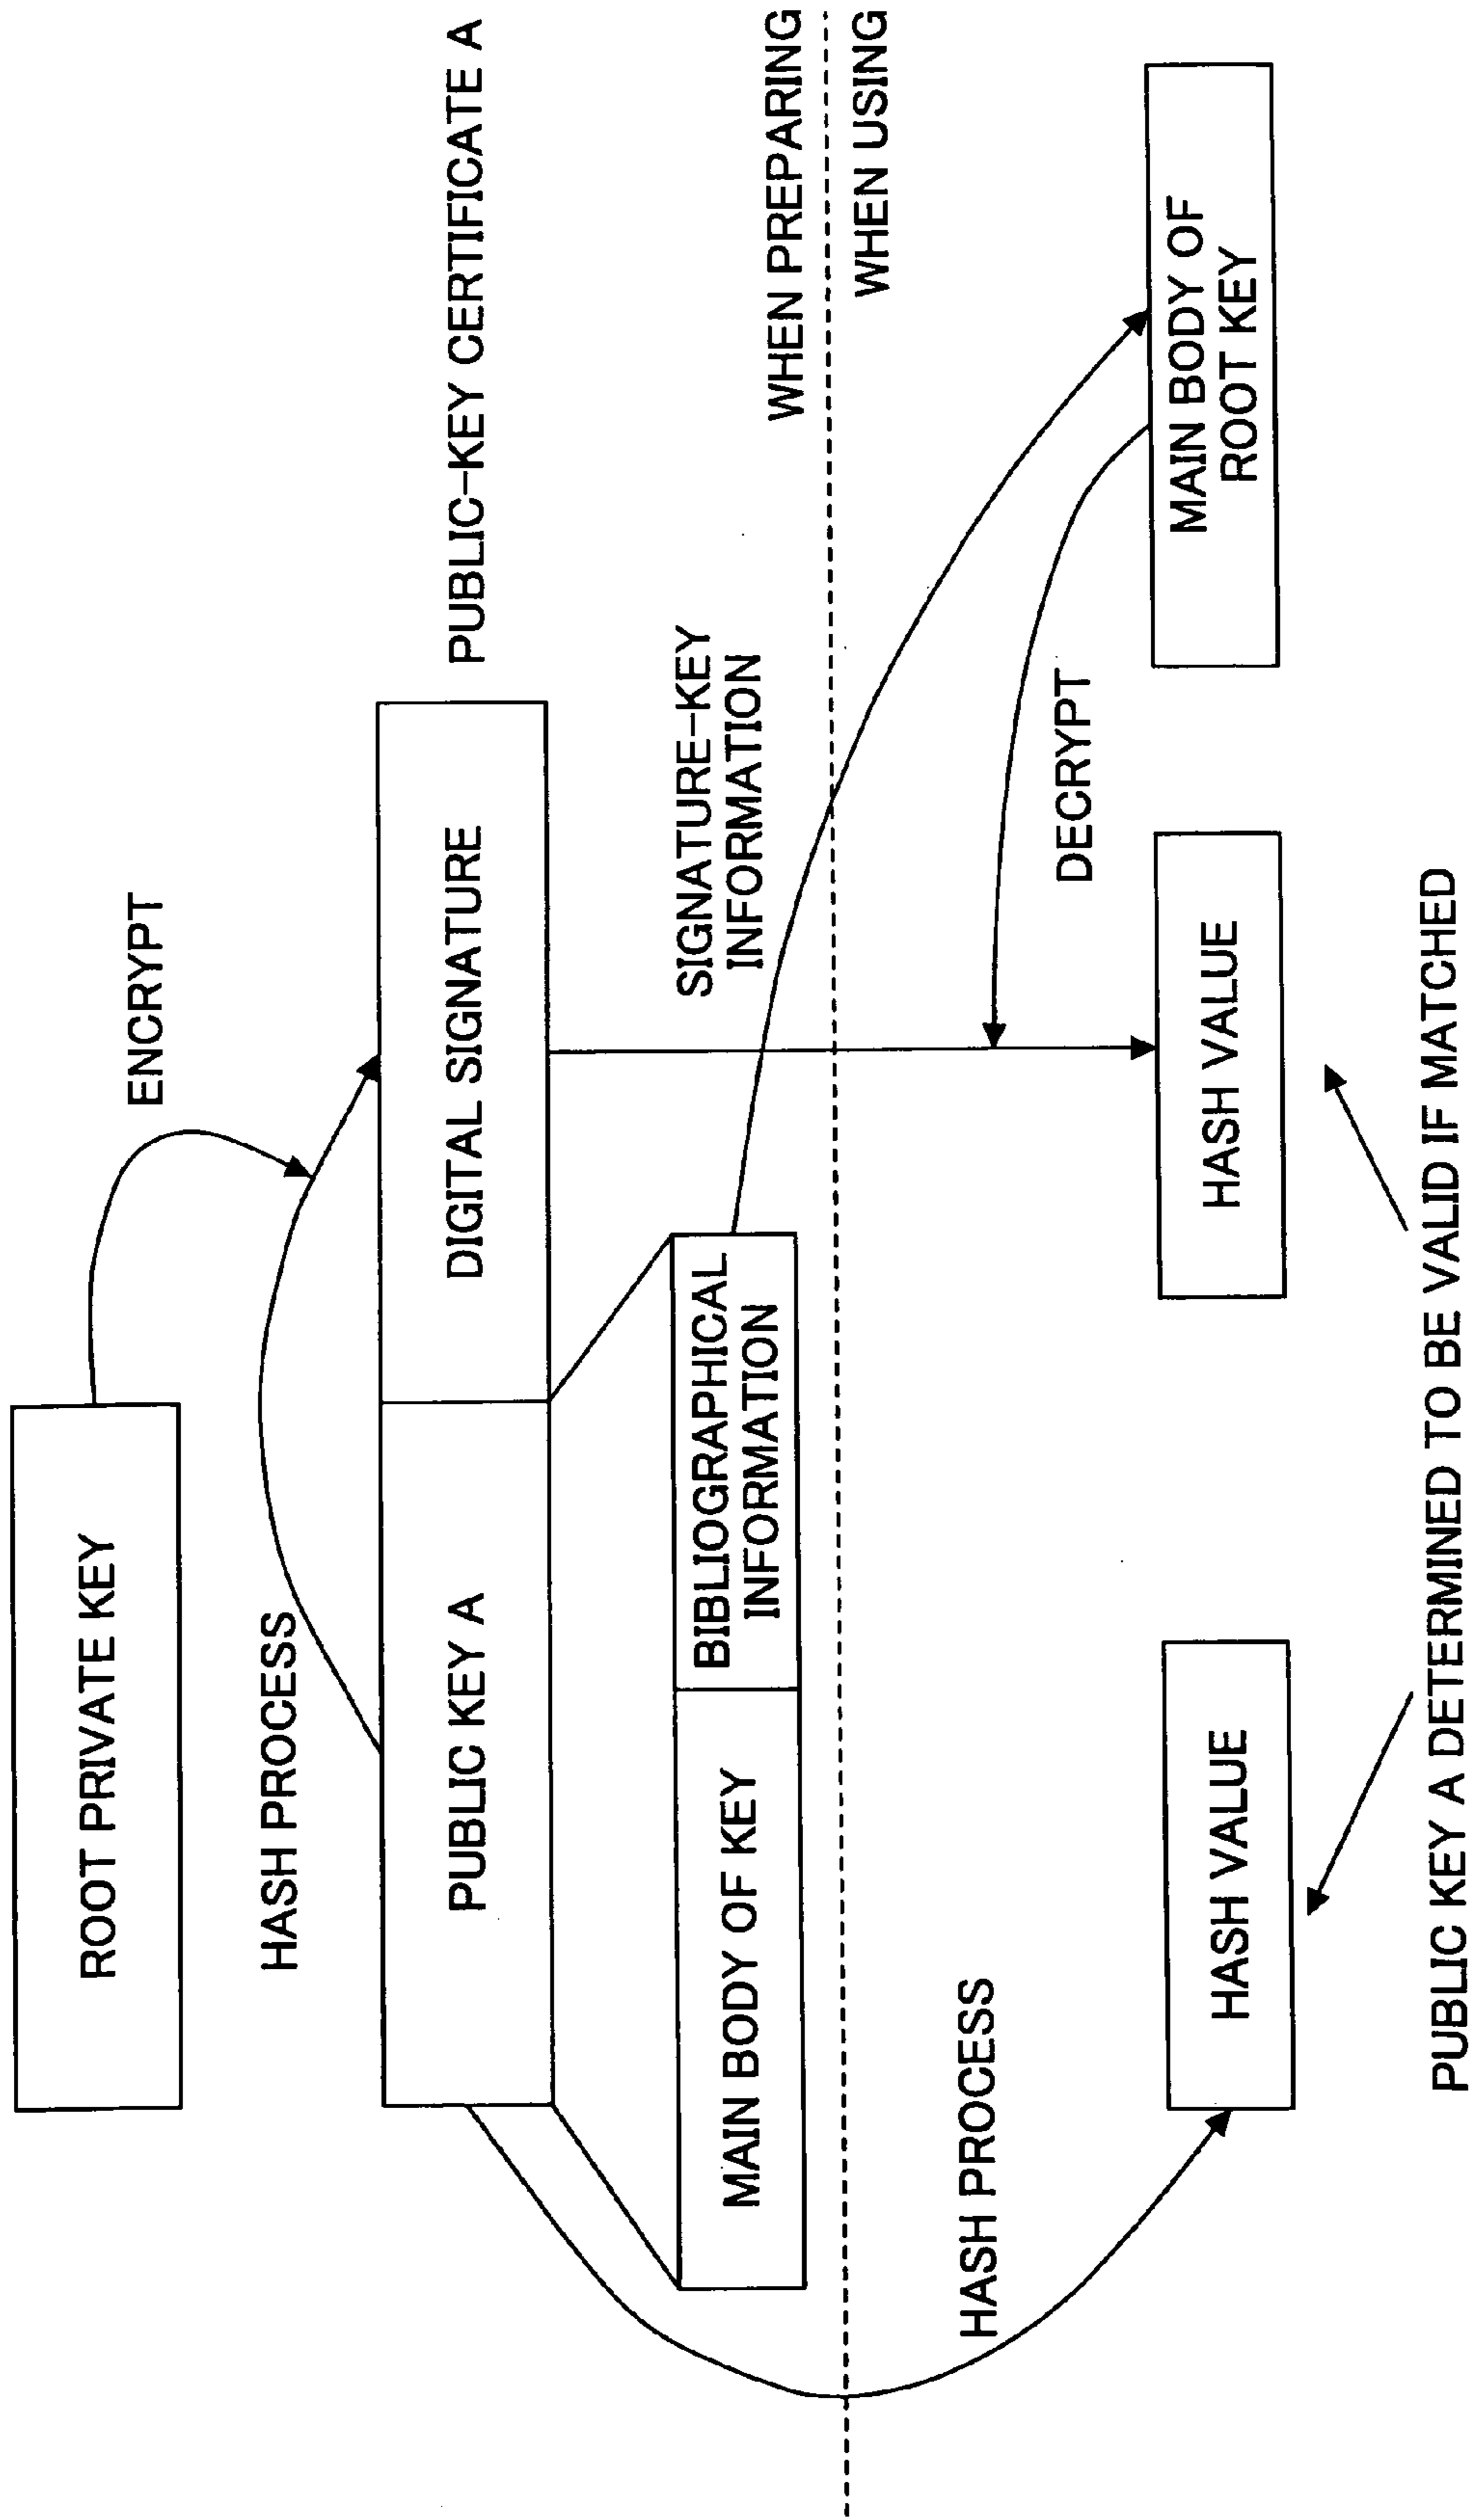 ROOT PRIVATE KEY
ENCRYPT
HASH PROCESS
PUBLIC KEY A
DIGITAL SIGNATURE
PUBLIC-KEY CERTIFICATE A
MAIN BODY OF KEY
BIBLIOGRAPHICAL
INFORMATION
SIGNATURE-KEY
INFORMATION
WHEN PREPARING
WHEN USING
HASH PROCESS
DECRYPT
HASH VALUE
HASH VALUE
MAIN BODY OF
ROOT KEY
PUBLIC KEY A DETERMINED TO BE VALID IF MATCHED